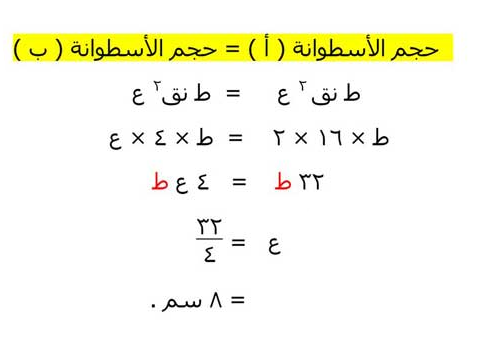 حجم الأسطوانة ( أ ) = حجم الأسطوانة ( ب )
ط نق٢ ع = ط نق٢ ع
ط × ١٦ × ٢ = ط × ٤ × ع
٣٢ ط = ٤ ع ط
ع = ٣٢/٤
= ٨ سم .